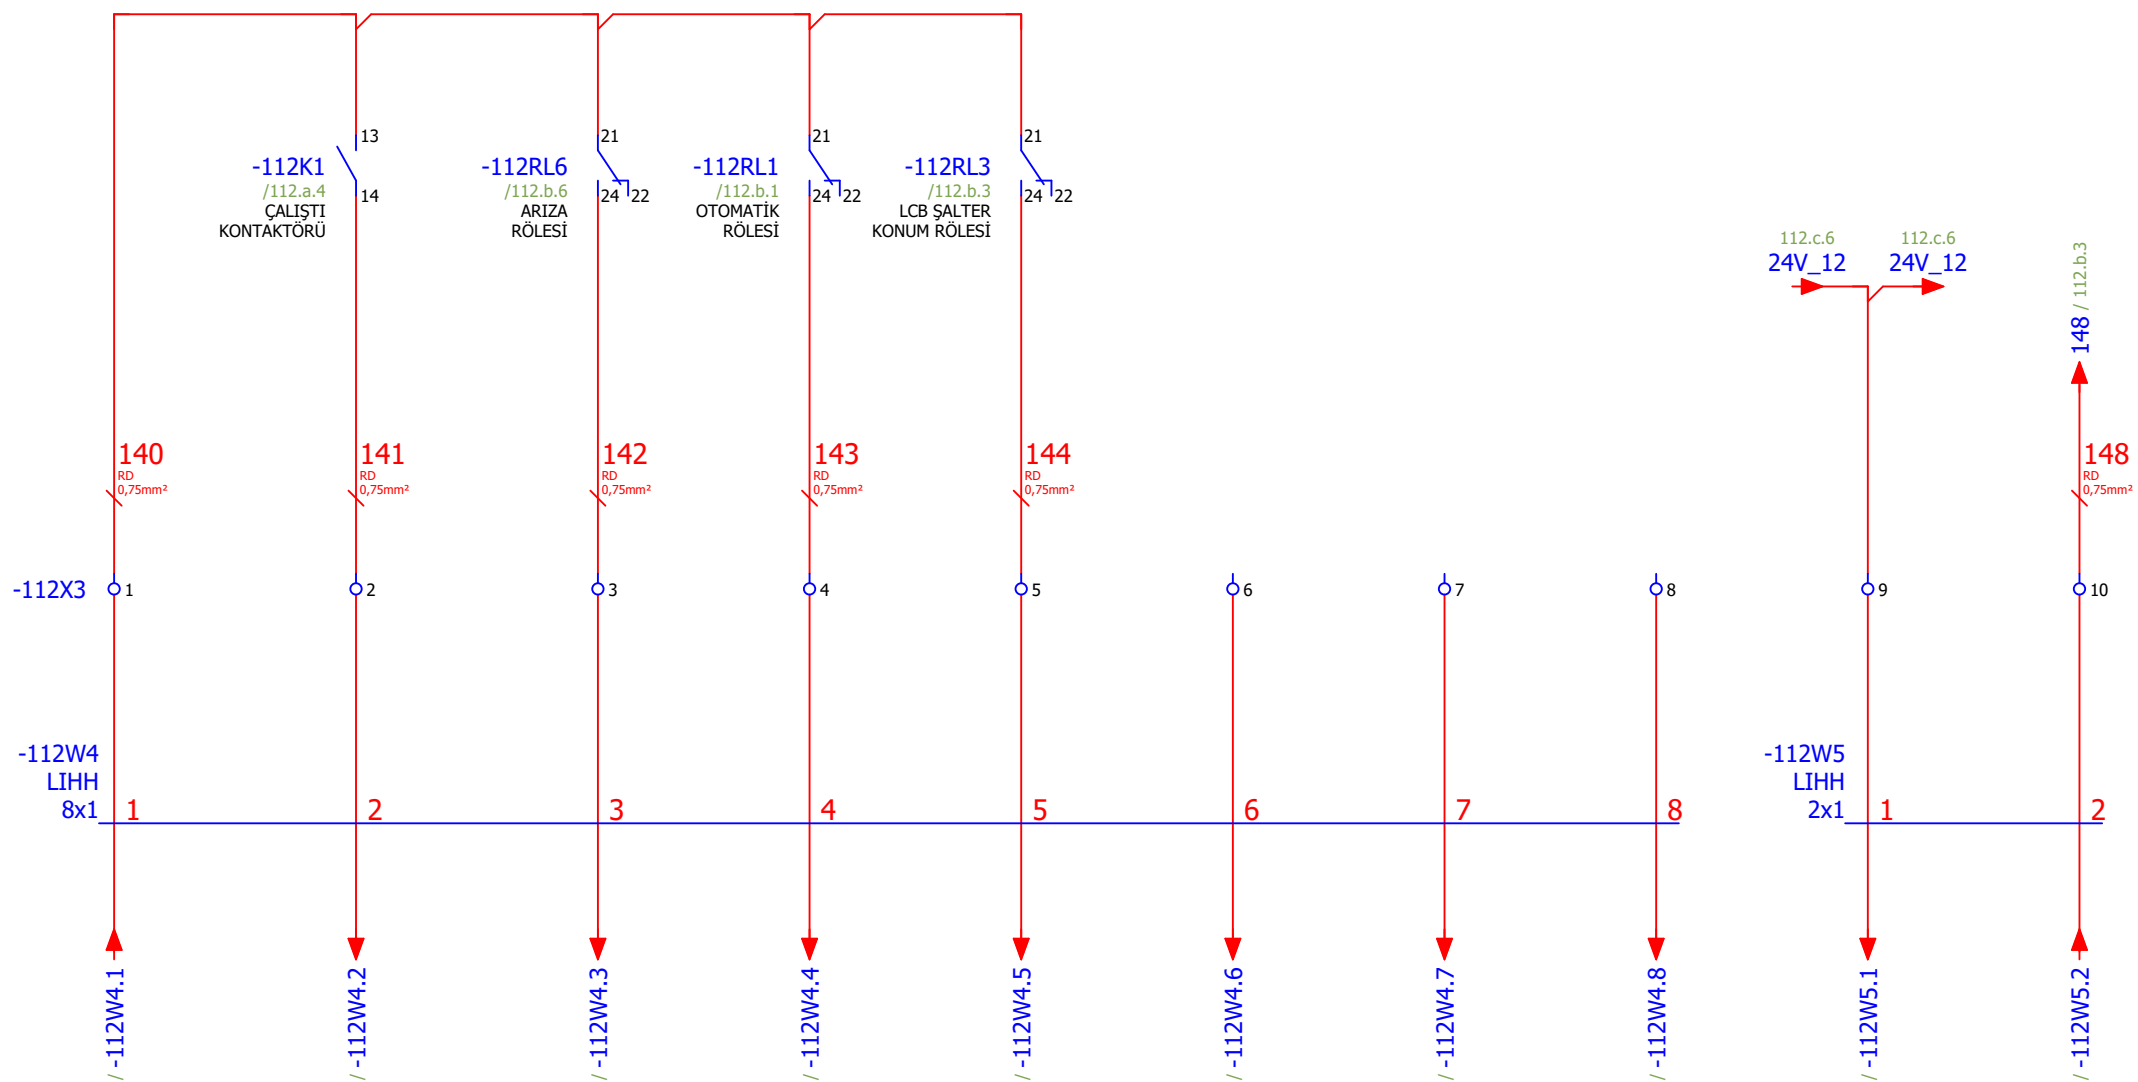 13
-112K1
/112.a.4
14
ÇALIŞTI
KONTAKTÖRÜ
21
-112RL6
/112.b.6
24 22
ARIZA
RÖLESİ
21
-112RL1
/112.b.1
24 22
OTOMATİK
RÖLESİ
21
-112RL3
/112.b.3
24 22
LCB ŞALTER
KONUM RÖLESİ
112.c.6
24V_12
112.c.6
24V_12
148 / 112.b.3
140
RD
0,75mm²
141
RD
0,75mm²
142
RD
0,75mm²
143
RD
0,75mm²
144
RD
0,75mm²
148
RD
0,75mm²
-112X3
1
2
3
4
5
6
7
8
9
10
-112W4
LIHH
8x1
1
2
3
4
5
6
7
8
-112W5
LIHH
2x1
1
2
/ -112W4.1
/ -112W4.2
/ -112W4.3
/ -112W4.4
/ -112W4.5
/ -112W4.6
/ -112W4.7
/ -112W4.8
/ -112W5.1
/ -112W5.2